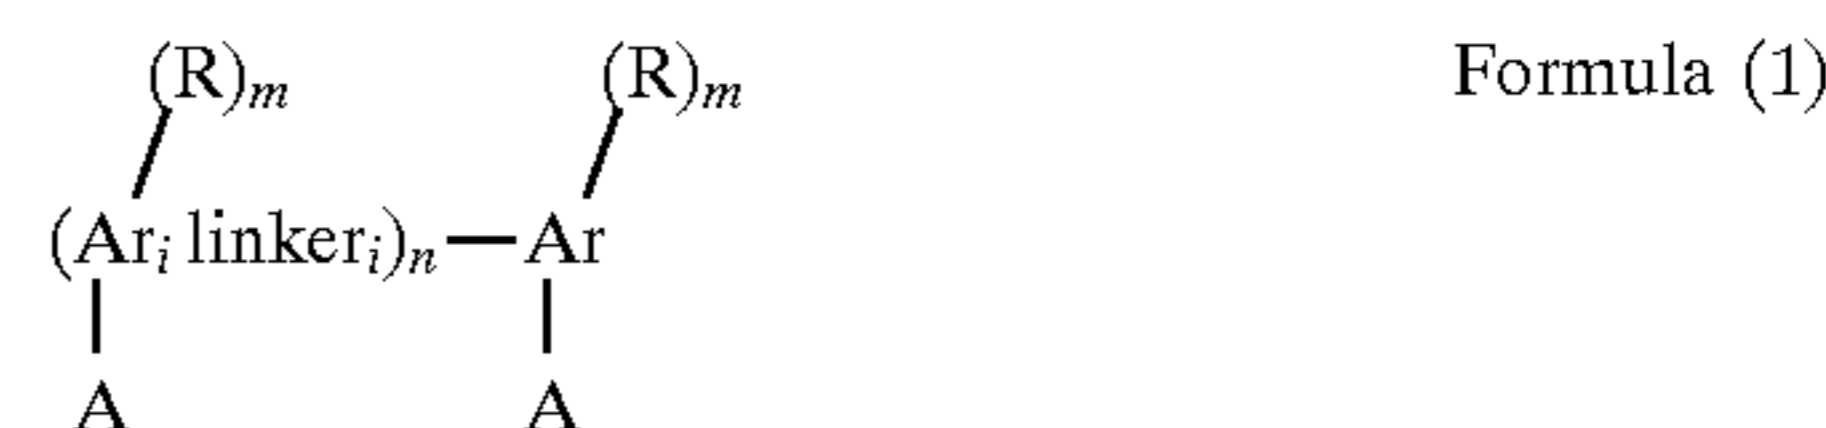 (R)m (R)m Formula (1)
(Ari linkeri)n—Ar
A A